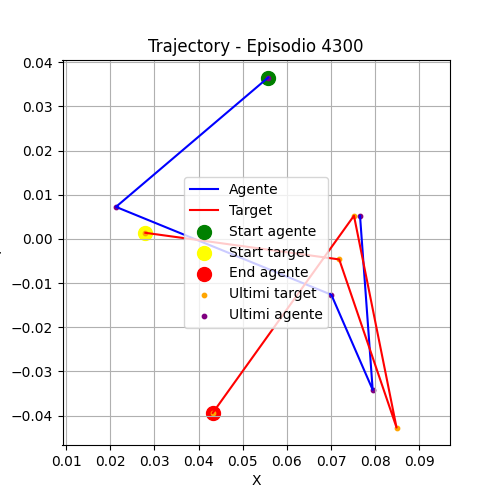 Trajectory - Episodio 4300
0.04
0.03
0.02
0.01
0.00
−0.01
−0.02
−0.03
−0.04
Agente
Target
Start agente
Start target
End agente
Ultimi target
Ultimi agente
0.01 0.02 0.03 0.04 0.05 0.06 0.07 0.08 0.09
X